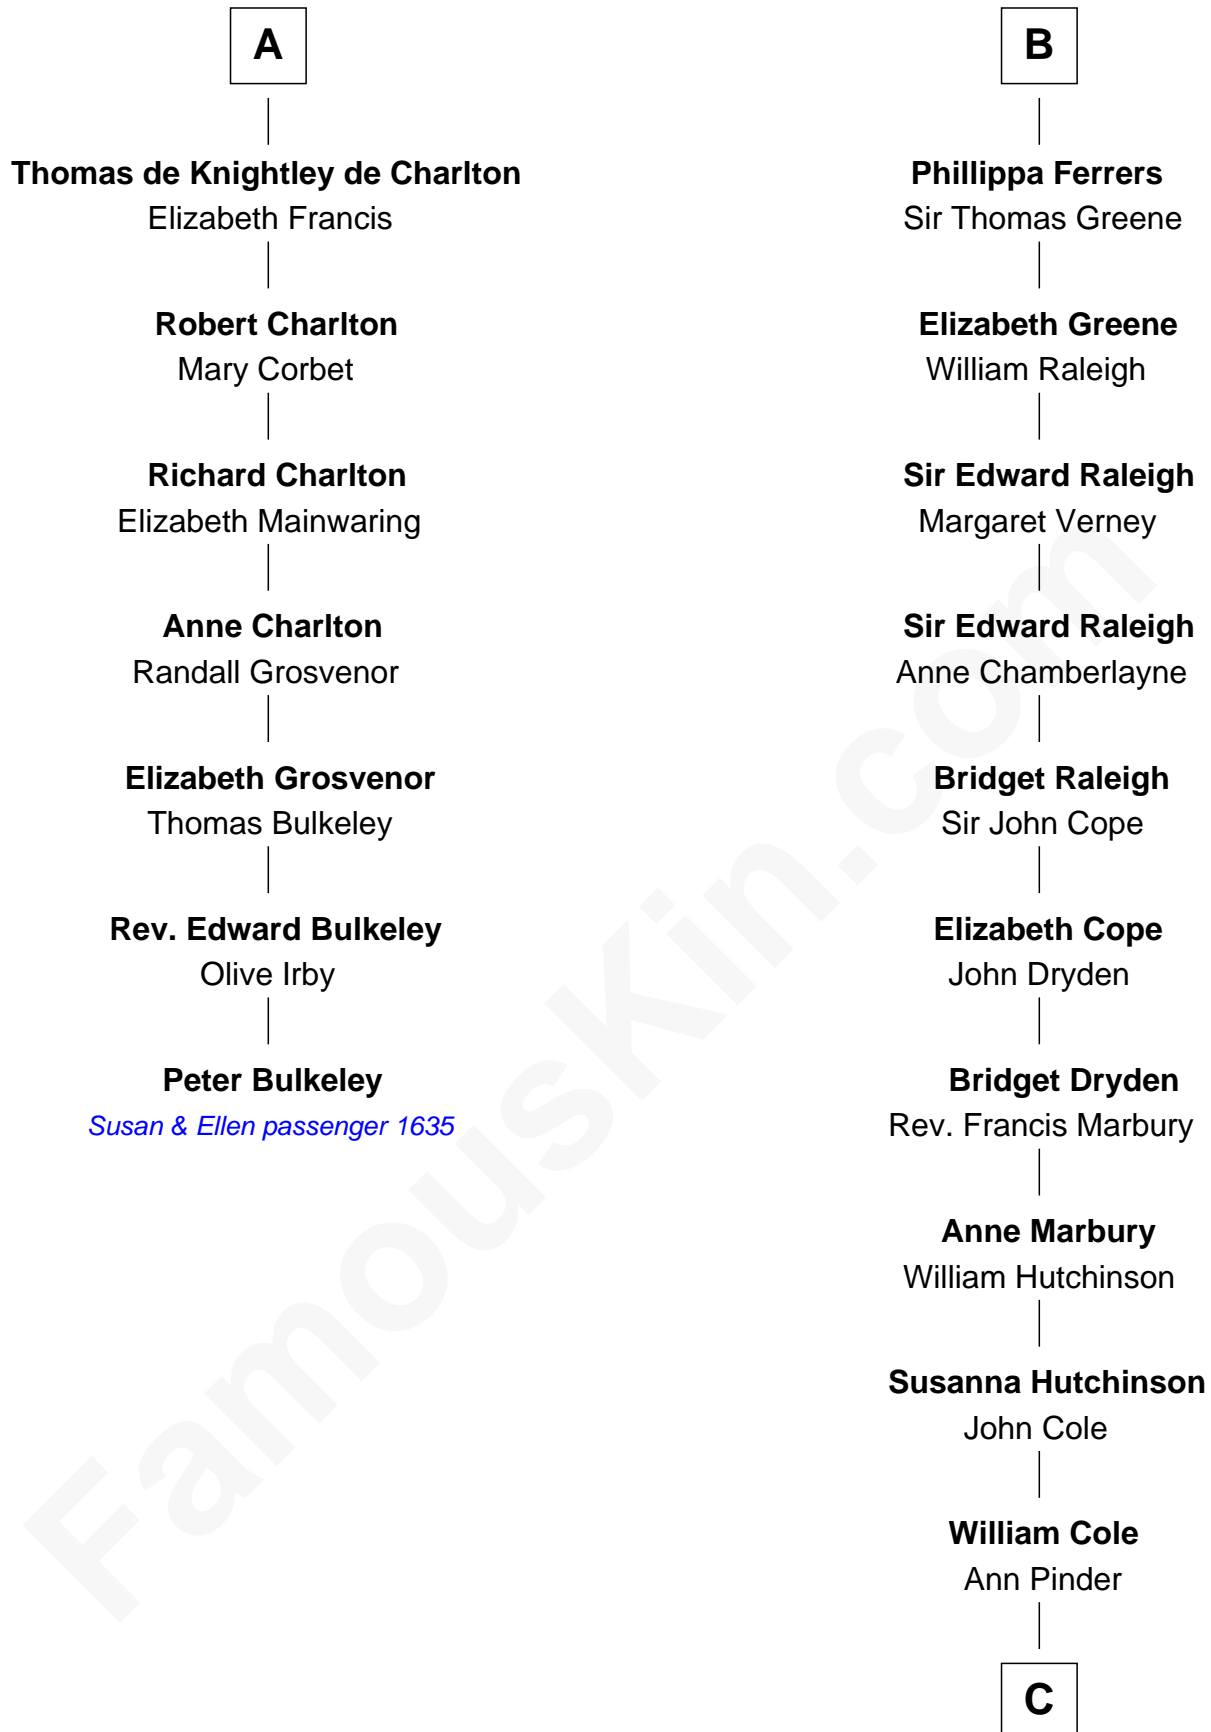 A
Thomas de Knightley de Charlton
Elizabeth Francis
Robert Charlton
Mary Corbet
Richard Charlton
Elizabeth Mainwaring
Anne Charlton
Randall Grosvenor
Elizabeth Grosvenor
Thomas Bulkeley
Rev. Edward Bulkeley
Olive Irby
Peter Bulkeley
Susan & Ellen passenger 1635
B
Phillippa Ferrers
Sir Thomas Greene
Elizabeth Greene
William Raleigh
Sir Edward Raleigh
Margaret Verney
Sir Edward Raleigh
Anne Chamberlayne
Bridget Raleigh
Sir John Cope
Elizabeth Cope
John Dryden
Bridget Dryden
Rev. Francis Marbury
Anne Marbury
William Hutchinson
Susanna Hutchinson
John Cole
William Cole
Ann Pinder
C
FamousKin.com